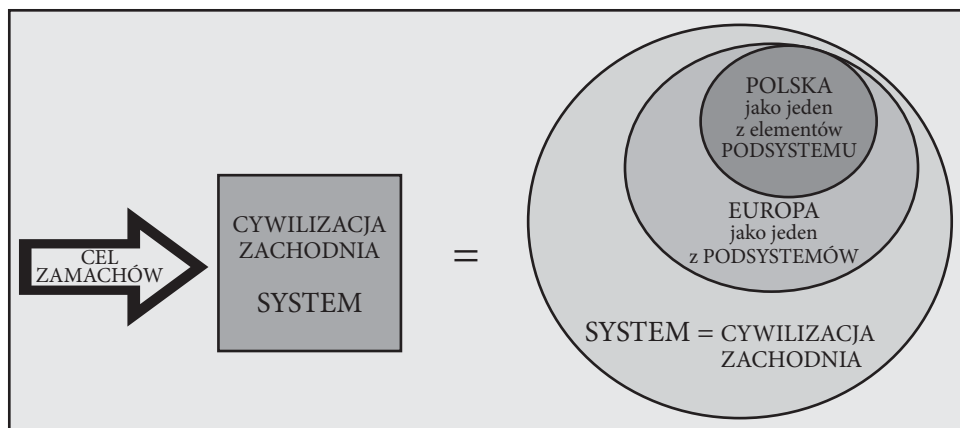 CEL
ZAMACHÓW
CYWILIZACJA
ZACHODNIA
SYSTEM
=
POLSKA
jako jeden
z elementów
PODSYSTEMU
EUROPA
jako jeden
z PODSYSTEMÓW
SYSTEM = CYWILIZACJA
ZACHODNIA